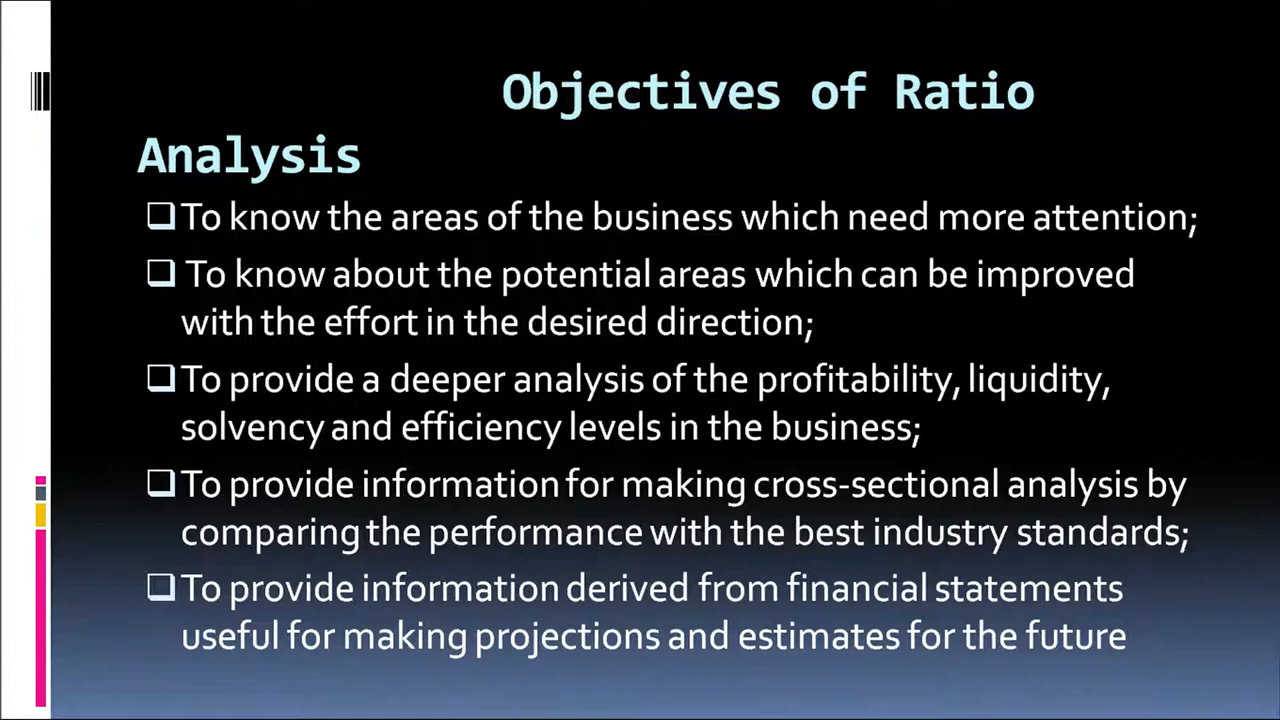 Objectives of Ratio
Analysis
❑To know the areas of the business which need more attention;
❑ To know about the potential areas which can be improved
with the effort in the desired direction;
❑To provide a deeper analysis of the profitability, liquidity,
solvency and efficiency levels in the business;
❑To provide information for making cross-sectional analysis by
comparing the performance with the best industry standards;
❑To provide information derived from financial statements
useful for making projections and estimates for the future